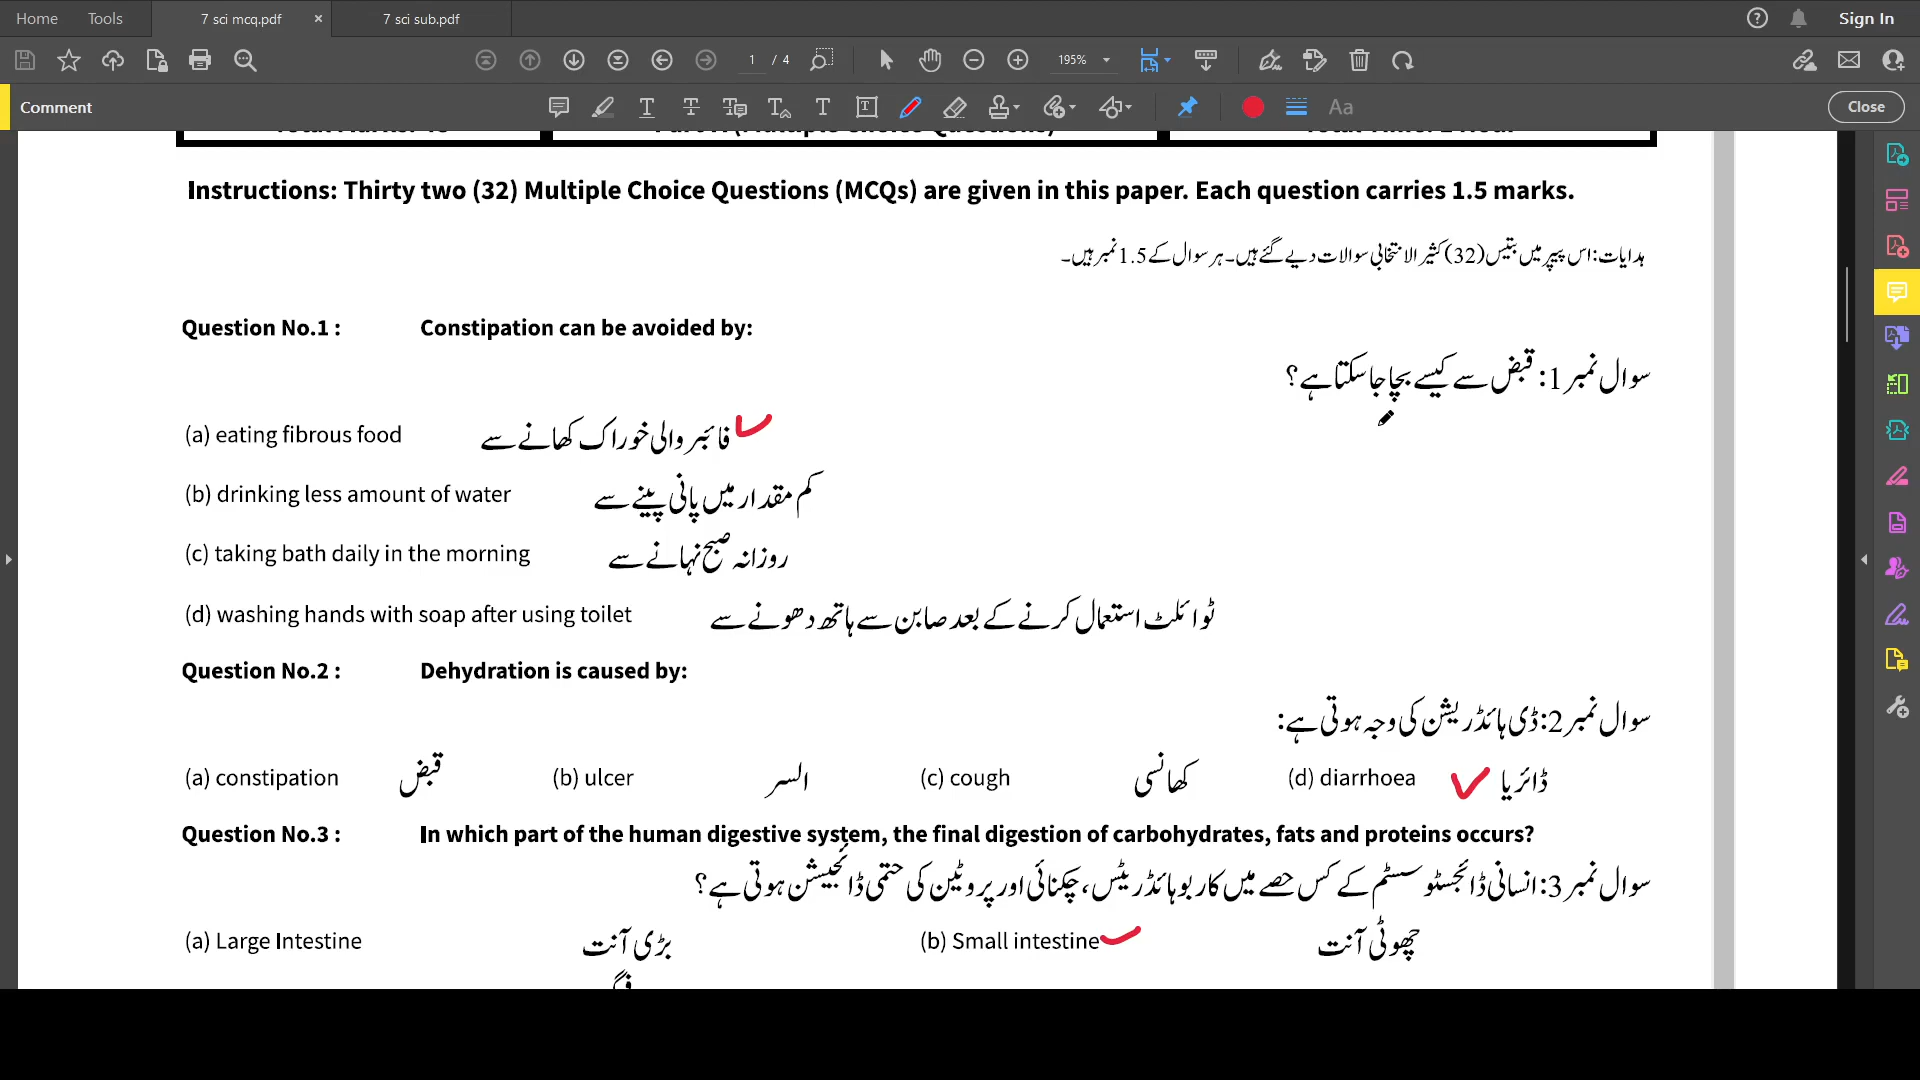 Home Tools 7 sci mcq.pdf × 7 sci sub.pdf ? Sign In
1 / 4 195%
Comment Aa Close
Instructions: Thirty two (32) Multiple Choice Questions (MCQs) are given in this paper. Each question carries 1.5 marks.
ہدایات: اس پیپر میں بتیس (32) کثیر الانتخابی سوالات دیے گئے ہیں۔ ہر سوال کے 1.5 نمبر ہیں۔
Question No.1 : Constipation can be avoided by:
سوال نمبر 1: قبض سے کیسے بچا جا سکتا ہے؟
(a) eating fibrous food فائبر والی خوراک کھانے سے
(b) drinking less amount of water کم مقدار میں پانی پینے سے
(c) taking bath daily in the morning روزانہ صبح نہانے سے
(d) washing hands with soap after using toilet ٹوائلٹ استعمال کرنے کے بعد صابن سے ہاتھ دھونے سے
Question No.2 : Dehydration is caused by:
سوال نمبر 2: ڈی ہائڈریشن کی وجہ ہوتی ہے:
(a) constipation قبض (b) ulcer السر (c) cough کھانسی (d) diarrhoea ڈائریا
Question No.3 : In which part of the human digestive system, the final digestion of carbohydrates, fats and proteins occurs?
سوال نمبر 3: انسانی ڈائجسٹو سسٹم کے کس حصے میں کاربوہائڈریٹس، چکنائی اور پروٹین کی حتمی ڈائجیشن ہوتی ہے؟
(a) Large Intestine بڑی آنت (b) Small intestine چھوٹی آنت